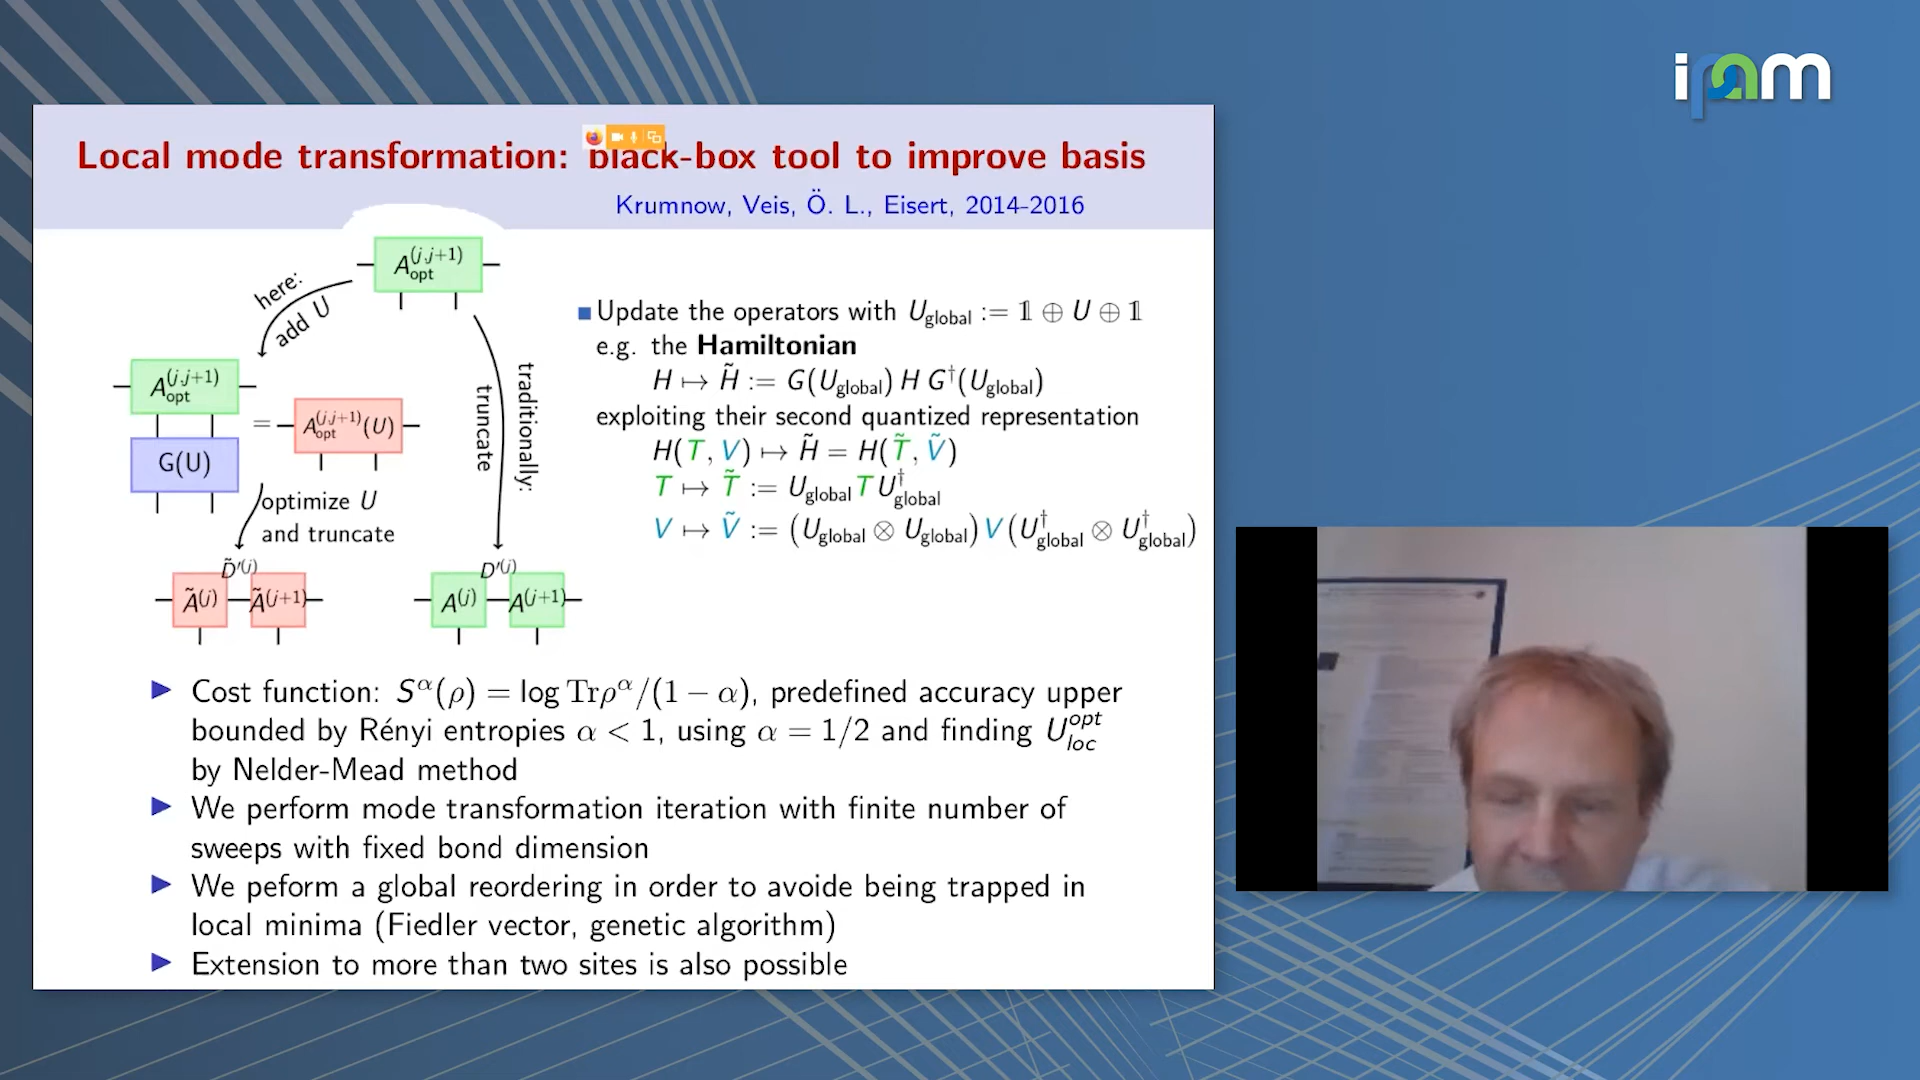 ipam
Local mode transformation: black-box tool to improve basis
Krumnow, Veis, Ö. L., Eisert, 2014-2016
A_opt^(j,j+1)
here:
add U
traditionally:
truncate
A_opt^(j,j+1)
G(U)
= A_opt^(j,j+1)(U)
optimize U
and truncate
D̃′(j)
Ã(j) Ã(j+1)
D′(j)
A(j) A(j+1)
Update the operators with U_global := 𝟙 ⊕ U ⊕ 𝟙
e.g. the Hamiltonian
H ↦ H̃ := G(U_global) H G†(U_global)
exploiting their second quantized representation
H(T, V) ↦ H̃ = H(T̃, Ṽ)
T ↦ T̃ := U_global T U†_global
V ↦ Ṽ := (U_global ⊗ U_global) V (U†_global ⊗ U†_global)
▶ Cost function: S^α(ρ) = log Trρ^α/(1 − α), predefined accuracy upper
bounded by Rényi entropies α < 1, using α = 1/2 and finding U_loc^opt
by Nelder-Mead method
▶ We perform mode transformation iteration with finite number of
sweeps with fixed bond dimension
▶ We peform a global reordering in order to avoide being trapped in
local minima (Fiedler vector, genetic algorithm)
▶ Extension to more than two sites is also possible